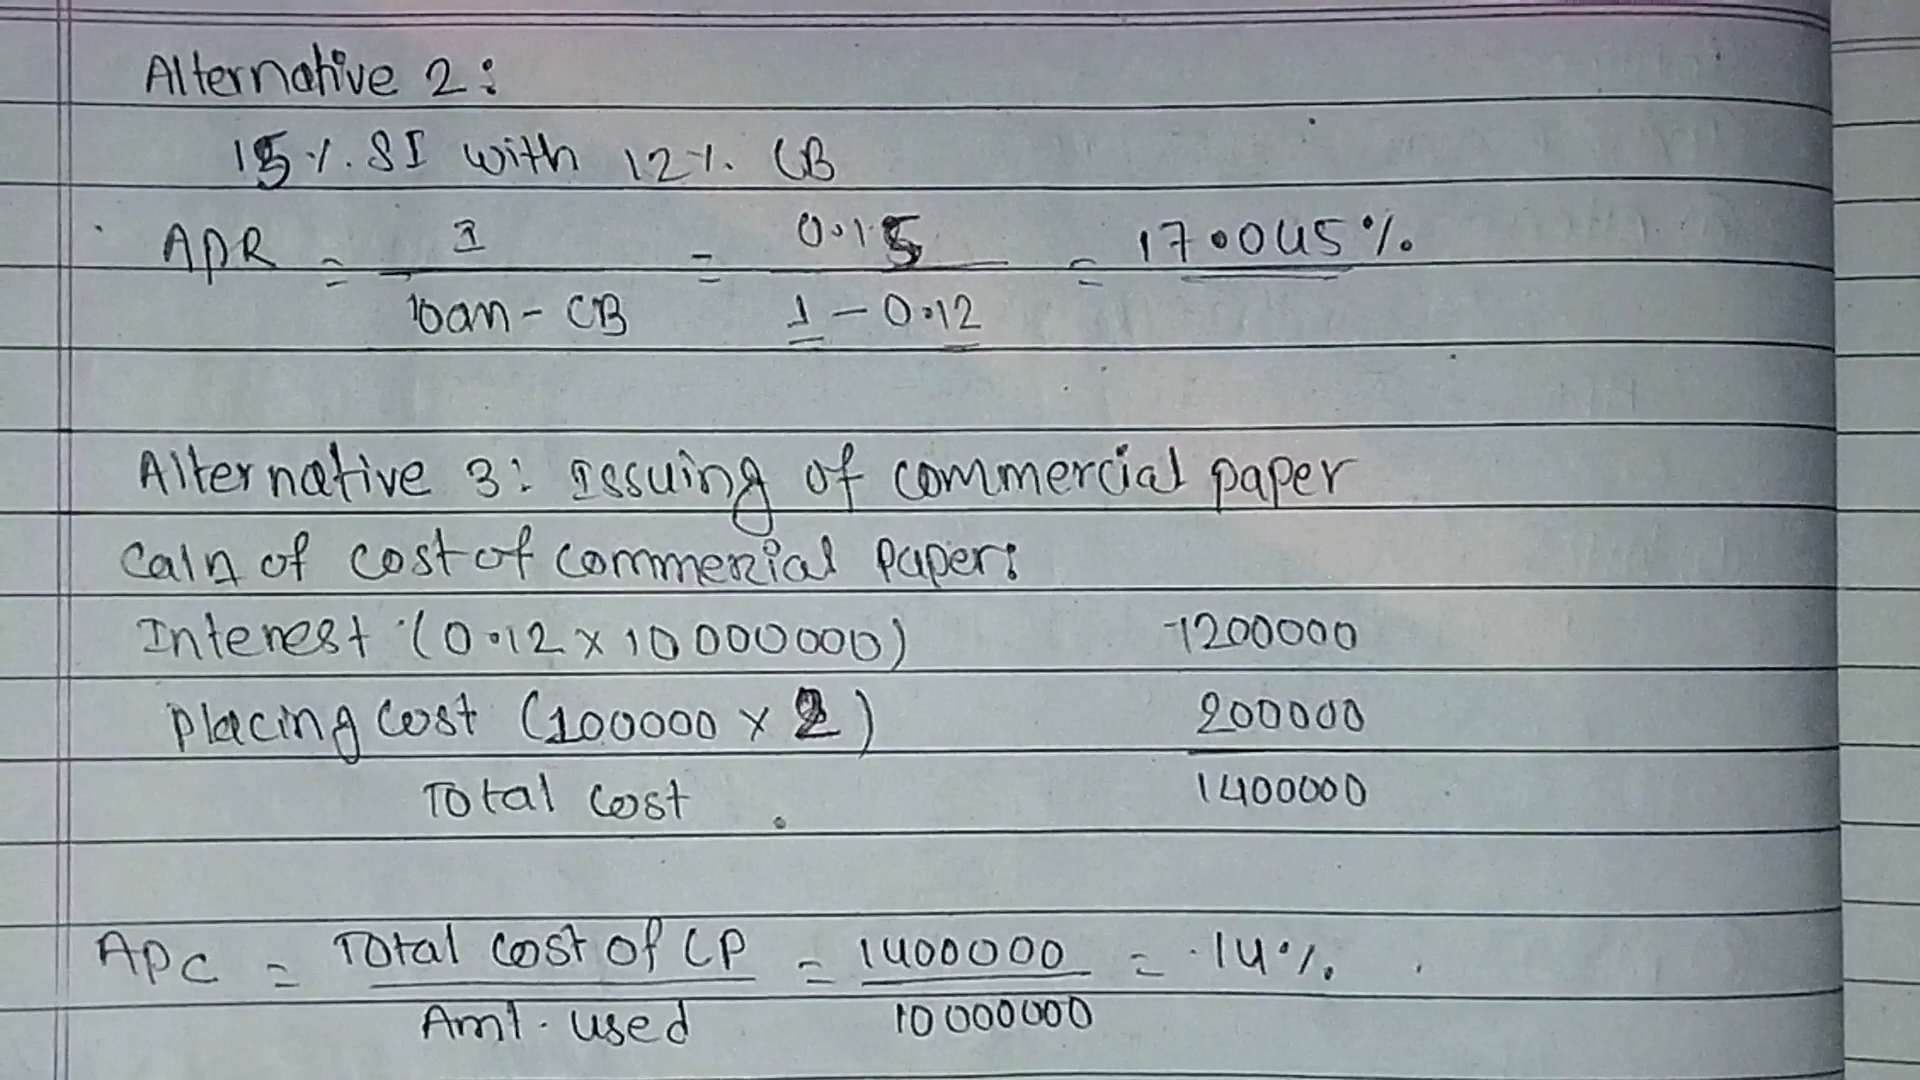 Alternative 2:
15%. SI with 12%. CB
APR = I / loan - CB = 0.15 / 1 - 0.12 = 17.045%
Alternative 3: Issuing of commercial paper
Caln of cost of commercial paper:
Interest (0.12 x 10000000) 1200000
placing cost (100000 x 2) 200000
Total cost 1400000
APC = Total cost of CP / Amt. used = 1400000 / 10000000 = 14%.